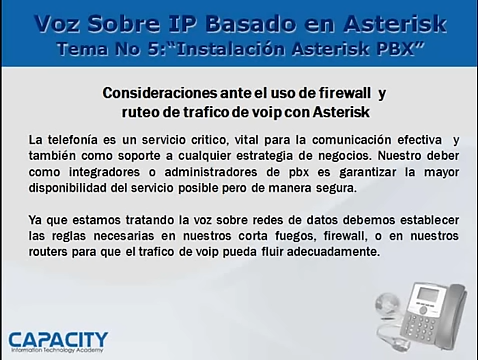 Voz Sobre IP Basado en Asterisk
Tema No 5:“Instalación Asterisk PBX”
Consideraciones ante el uso de firewall y
ruteo de trafico de voip con Asterisk
La telefonía es un servicio critico, vital para la comunicación efectiva y
también como soporte a cualquier estrategia de negocios. Nuestro deber
como integradores o administradores de pbx es garantizar la mayor
disponibilidad del servicio posible pero de manera segura.
Ya que estamos tratando la voz sobre redes de datos debemos establecer
las reglas necesarias en nuestros corta fuegos, firewall, o en nuestros
routers para que el trafico de voip pueda fluir adecuadamente.
CAPACITY
Information Technology Academy